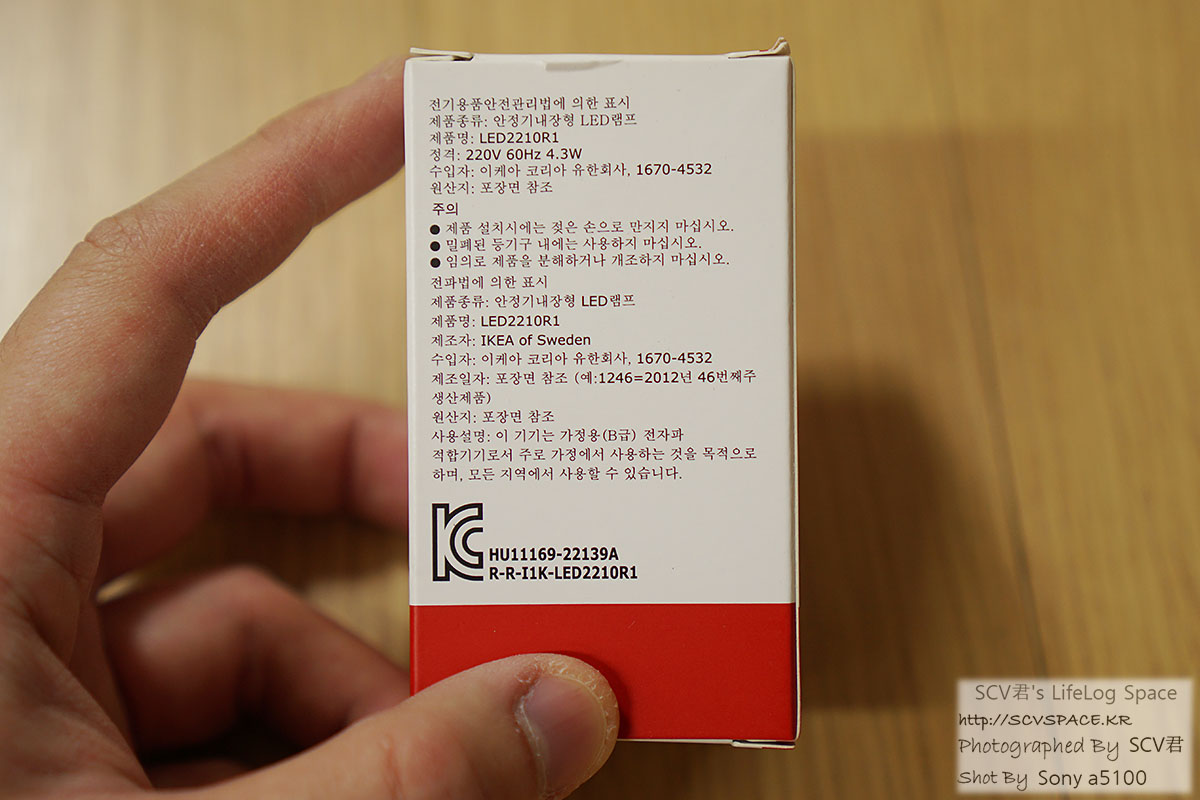 전기용품안전관리법에 의한 표시
제품종류: 안정기내장형 LED램프
제품명: LED2210R1
정격: 220V 60Hz 4.3W
수입자: 이케아 코리아 유한회사, 1670-4532
원산지: 포장면 참조
주의
● 제품 설치시에는 젖은 손으로 만지지 마십시오.
● 밀폐된 등기구 내에는 사용하지 마십시오.
● 임의로 제품을 분해하거나 개조하지 마십시오.
전파법에 의한 표시
제품종류: 안정기내장형 LED램프
제품명: LED2210R1
제조자: IKEA of Sweden
수입자: 이케아 코리아 유한회사, 1670-4532
제조일자: 포장면 참조 (예:1246=2012년 46번째주
생산제품)
원산지: 포장면 참조
사용설명: 이 기기는 가정용(B급) 전자파
적합기기로서 주로 가정에서 사용하는 것을 목적으로
하며, 모든 지역에서 사용할 수 있습니다.
KC
HU11169-22139A
R-R-I1K-LED2210R1
SCV君's LifeLog Space
http://SCVSPACE.KR
Photographed By SCV君
Shot By Sony a5100